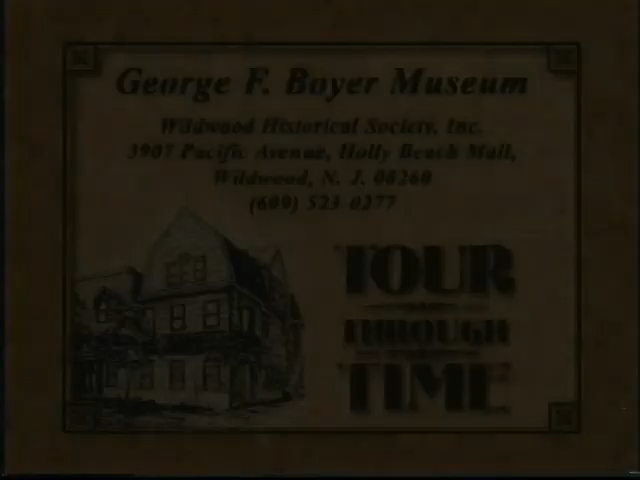 George F. Boyer Museum
Wildwood Historical Society, Inc.
3907 Pacific Avenue, Holly Beach Mall,
Wildwood, N. J. 08260
(609) 523-0277
TOUR
THROUGH
TIME